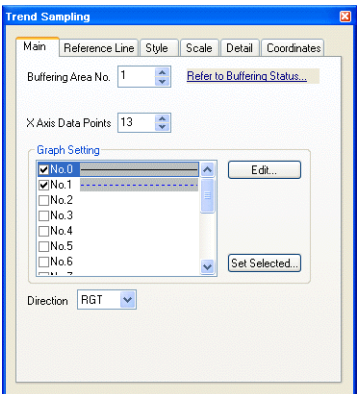 Trend Sampling
Main Reference Line Style Scale Detail Coordinates
Buffering Area No. 1 Refer to Buffering Status...
X Axis Data Points 13
Graph Setting
No.0 Edit...
No.1
No.2
No.3
No.4
No.5
No.6 Set Selected...
Direction RGT